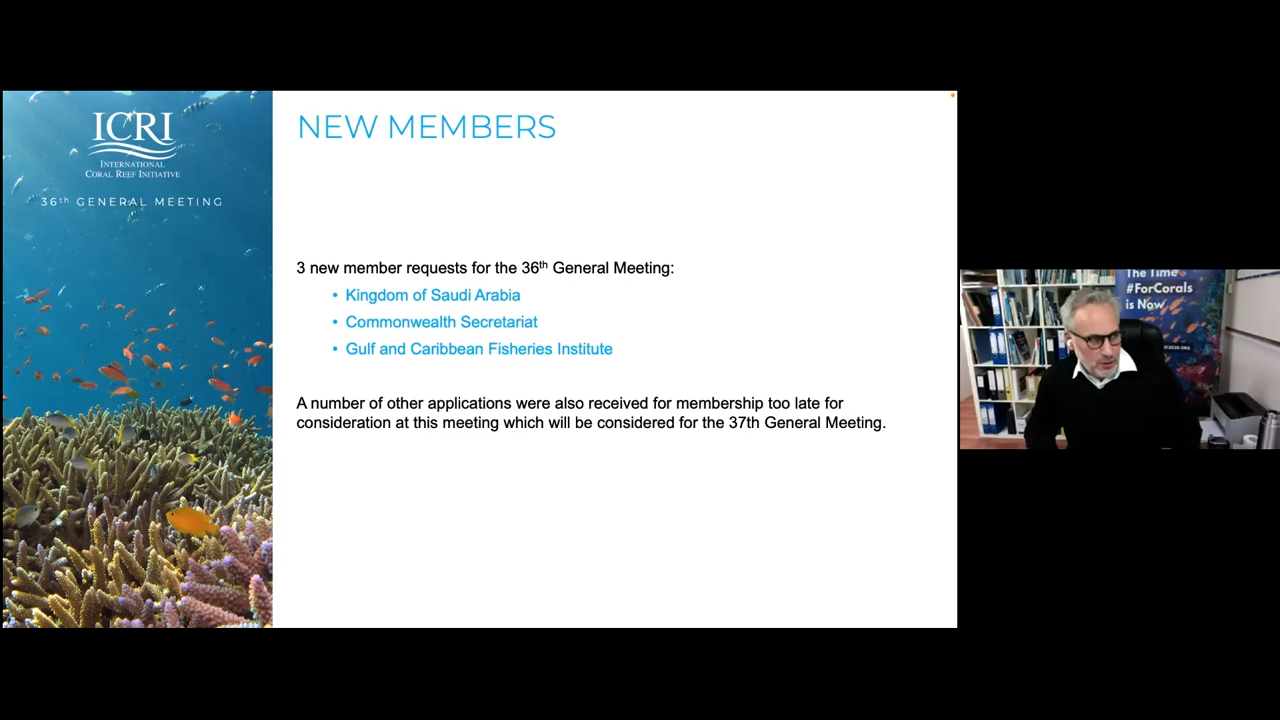 ICRI
INTERNATIONAL
CORAL REEF INITIATIVE
36th GENERAL MEETING
NEW MEMBERS
3 new member requests for the 36th General Meeting:
• Kingdom of Saudi Arabia
• Commonwealth Secretariat
• Gulf and Caribbean Fisheries Institute
A number of other applications were also received for membership too late for
consideration at this meeting which will be considered for the 37th General Meeting.
The Time
#ForCorals
is Now